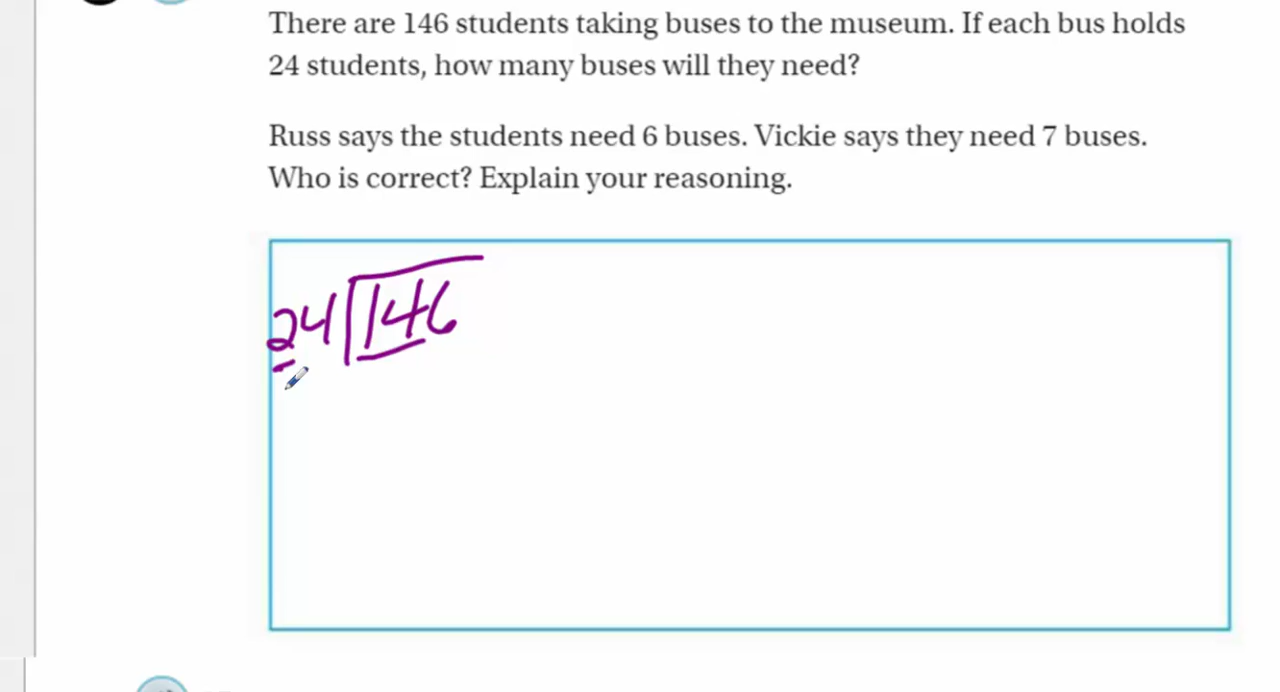 There are 146 students taking buses to the museum. If each bus holds
24 students, how many buses will they need?
Russ says the students need 6 buses. Vickie says they need 7 buses.
Who is correct? Explain your reasoning.
24 146